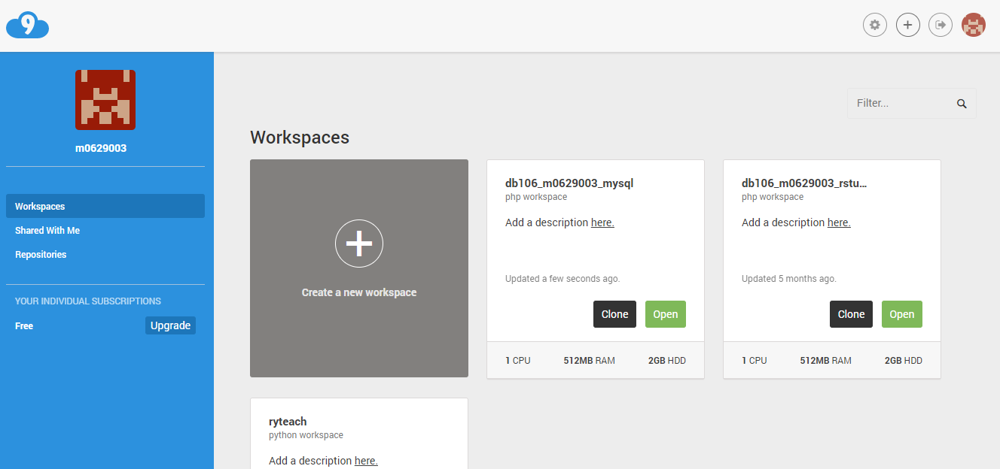 9
m0629003
Workspaces
Shared With Me
Repositories
YOUR INDIVIDUAL SUBSCRIPTIONS
Free Upgrade
Filter...
Workspaces
Create a new workspace
db106_m0629003_mysql
php workspace
Add a description here.
Updated a few seconds ago.
Clone Open
1 CPU 512MB RAM 2GB HDD
db106_m0629003_rstu...
php workspace
Add a description here.
Updated 5 months ago.
Clone Open
1 CPU 512MB RAM 2GB HDD
ryteach
python workspace
Add a description here.